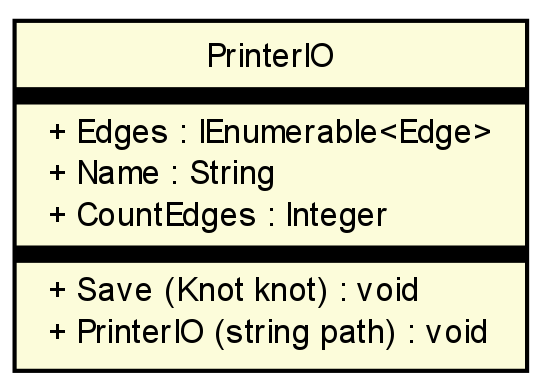 PrinterIO
+ Edges : IEnumerable<Edge>
+ Name : String
+ CountEdges : Integer
+ Save (Knot knot) : void
+ PrinterIO (string path) : void